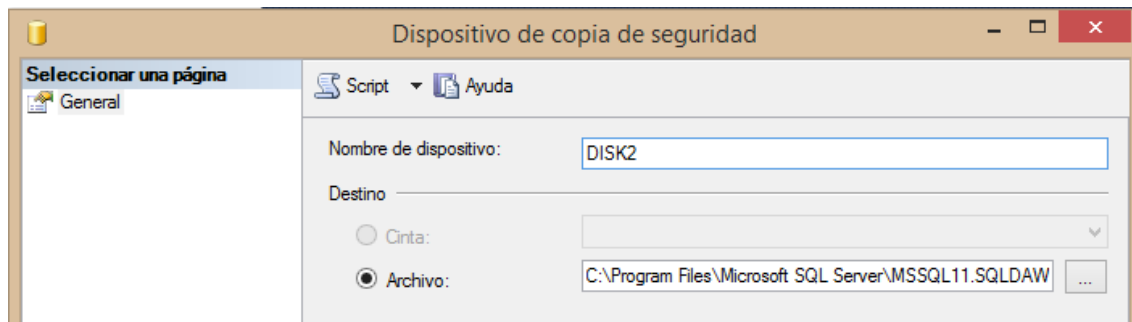 Dispositivo de copia de seguridad
Seleccionar una página
General
Script
Ayuda
Nombre de dispositivo:
DISK2
Destino
Cinta:
Archivo:
C:\Program Files\Microsoft SQL Server\MSSQL11.SQLDAW
...